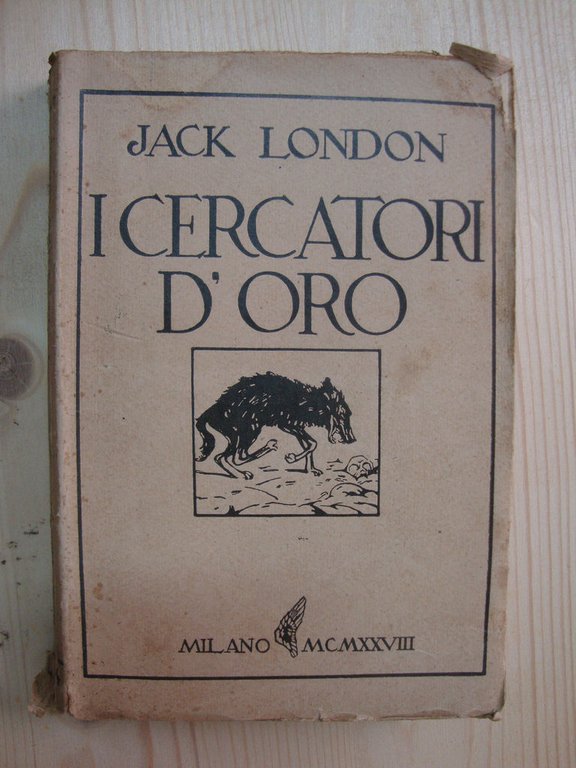 JACK LONDON
I CERCATORI
D'ORO
MILANO MCMXXVIII